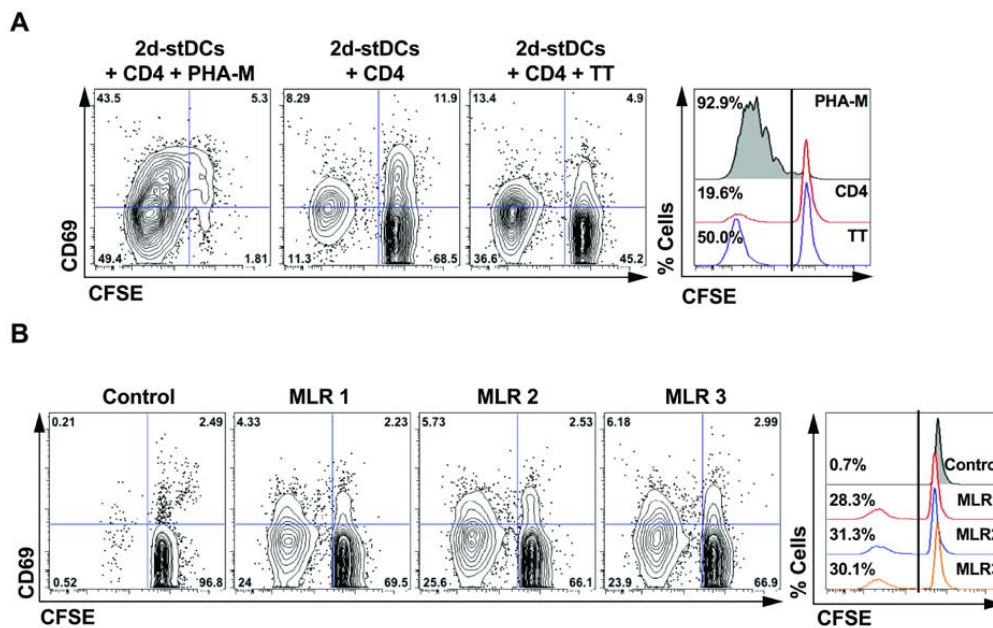 A
2d-stDCs
+ CD4 + PHA-M
2d-stDCs
+ CD4
2d-stDCs
+ CD4 + TT
43.5
5.3
49.4
1.81
8.29
11.9
11.3
68.5
13.4
4.9
36.6
45.2
CD69
CFSE
92.9%
PHA-M
19.6%
CD4
50.0%
TT
% Cells
CFSE
B
Control
MLR 1
MLR 2
MLR 3
0.21
2.49
0.52
96.8
4.33
2.23
24
69.5
5.73
2.53
25.6
66.1
6.18
2.99
23.9
66.9
CD69
CFSE
0.7%
Control
28.3%
MLR
31.3%
MLR2
30.1%
MLR3
% Cells
CFSE